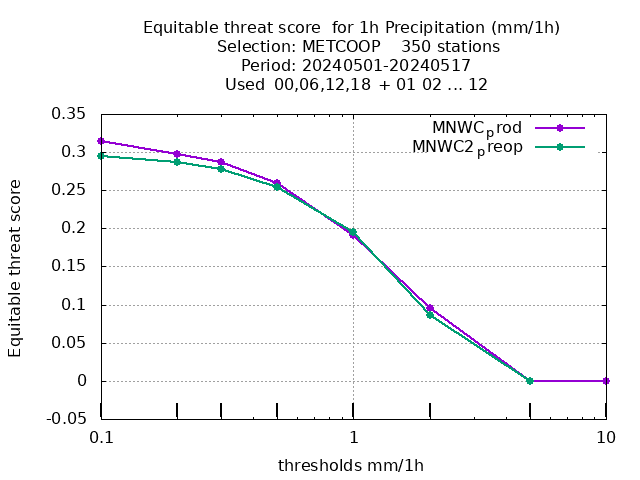 Equitable threat score  for 1h Precipitation (mm/1h)
Selection: METCOOP    350 stations
Period: 20240501-20240517
Used  00,06,12,18 + 01 02 ... 12
MNWC_prod
MNWC2_preop
Equitable threat score
0.35
0.3
0.25
0.2
0.15
0.1
0.05
0
-0.05
0.1 1 10
thresholds mm/1h